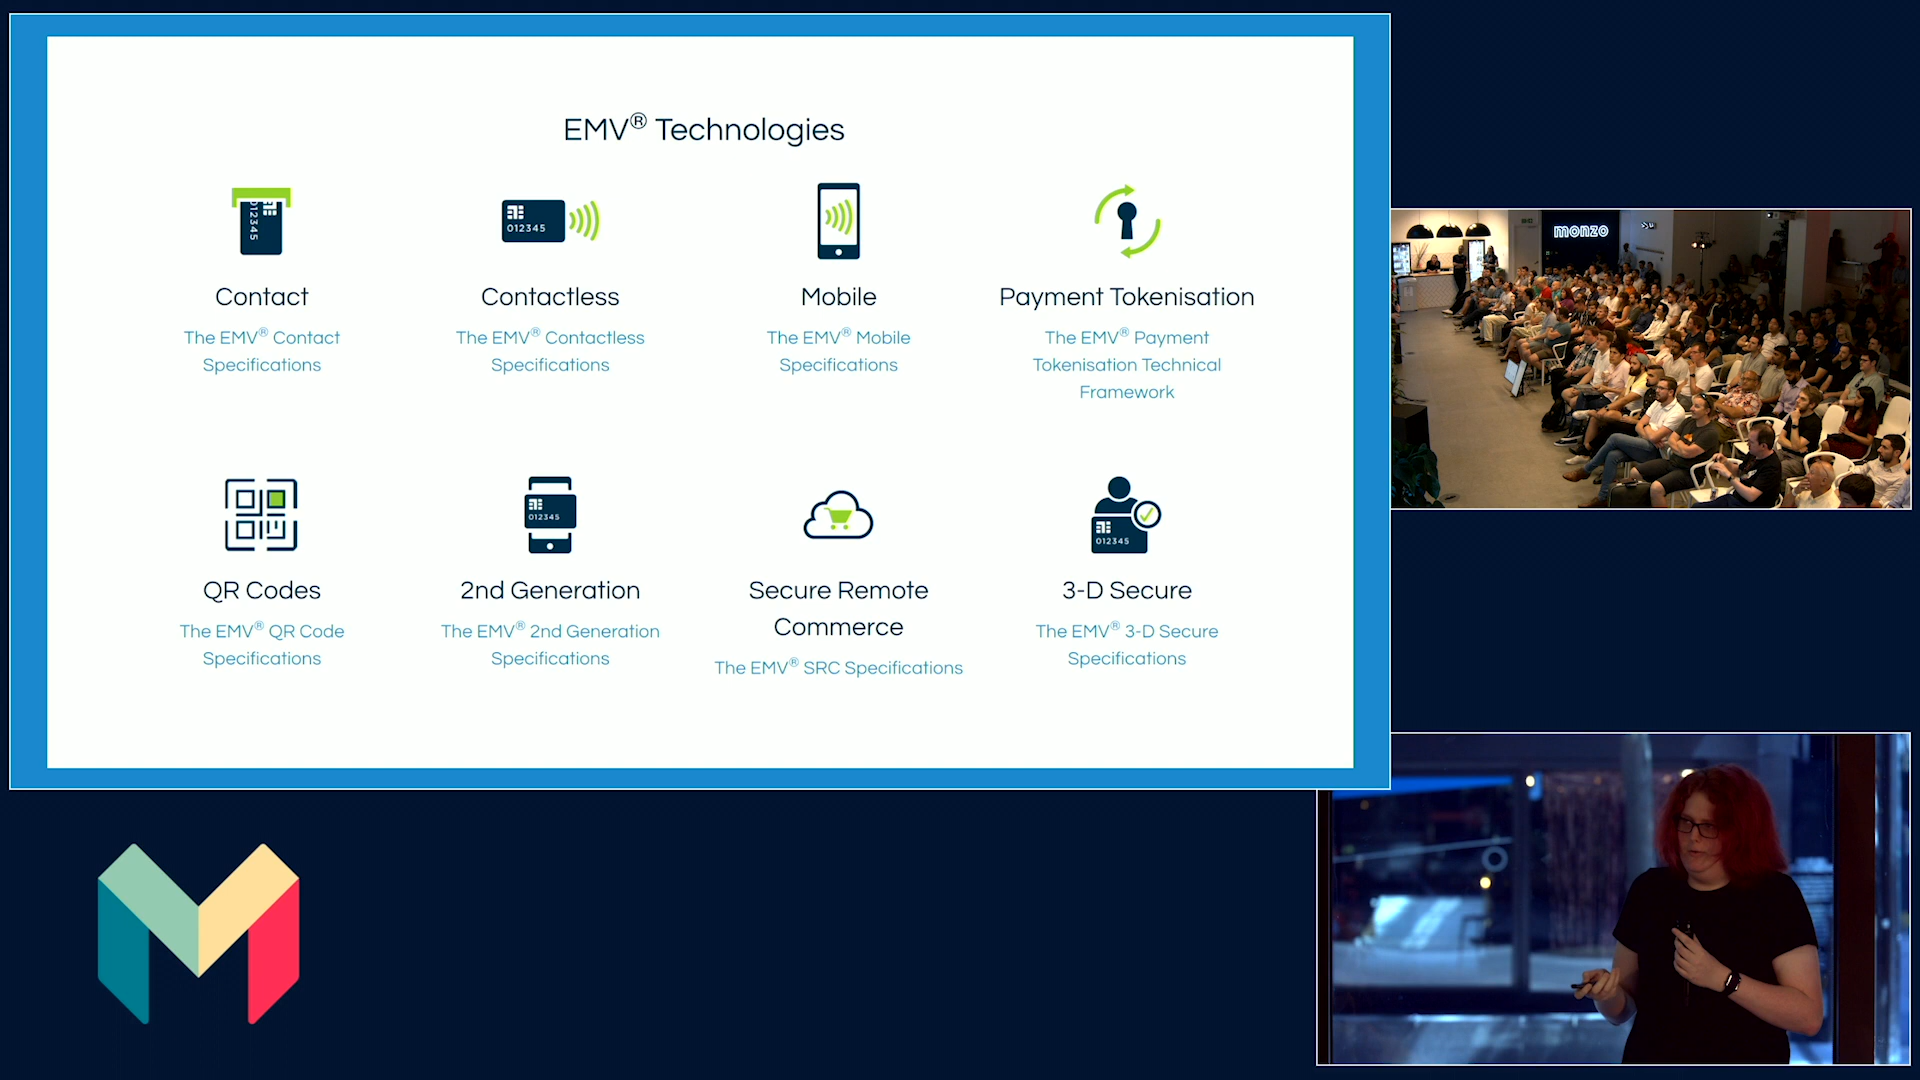 EMV® Technologies
012345
012345
Contact
Contactless
Mobile
Payment Tokenisation
The EMV® Contact
Specifications
The EMV® Contactless
Specifications
The EMV® Mobile
Specifications
The EMV® Payment
Tokenisation Technical
Framework
012345
012345
QR Codes
2nd Generation
Secure Remote
Commerce
3-D Secure
The EMV® QR Code
Specifications
The EMV® 2nd Generation
Specifications
The EMV® SRC Specifications
The EMV® 3-D Secure
Specifications
monzo